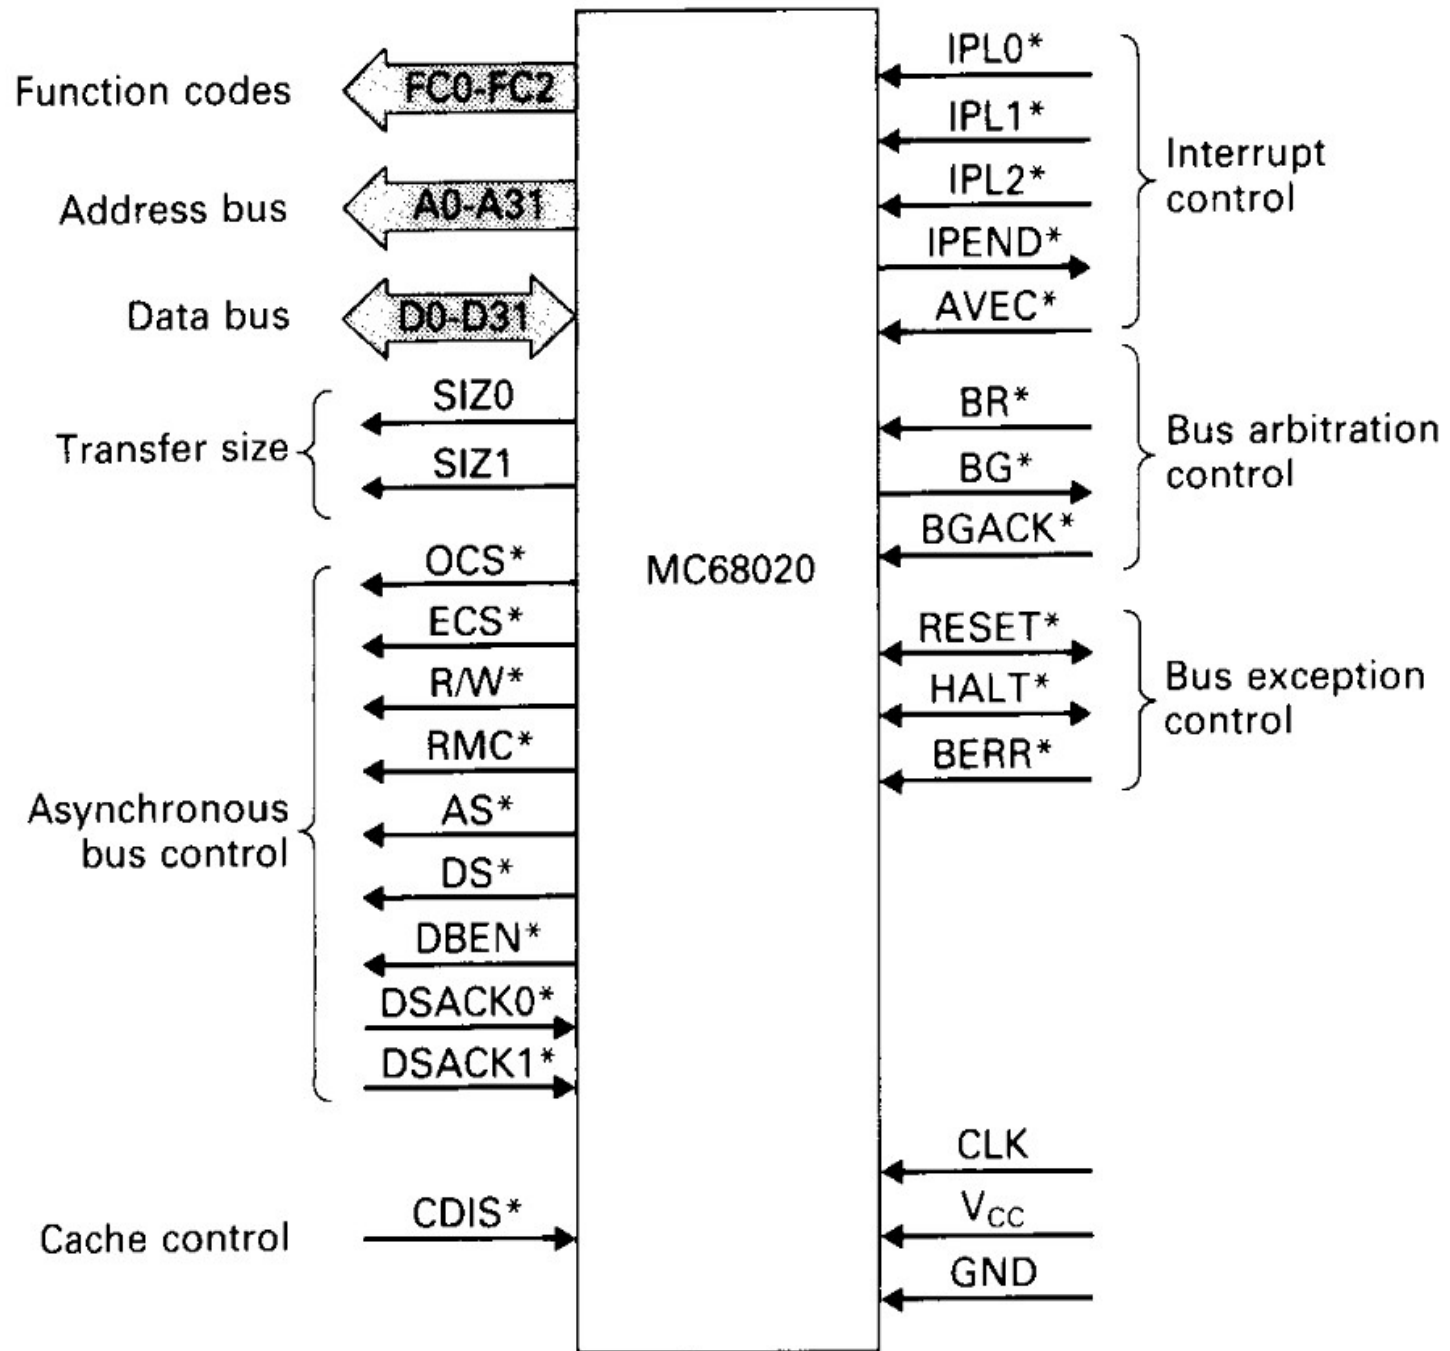 Function codes
FC0-FC2
Address bus
A0-A31
Data bus
D0-D31
Transfer size
SIZ0
SIZ1
Asynchronous
bus control
OCS*
ECS*
R/W*
RMC*
AS*
DS*
DBEN*
DSACK0*
DSACK1*
Cache control
CDIS*
MC68020
IPL0*
IPL1*
IPL2*
IPEND*
AVEC*
Interrupt
control
BR*
BG*
BGACK*
Bus arbitration
control
RESET*
HALT*
BERR*
Bus exception
control
CLK
VCC
GND